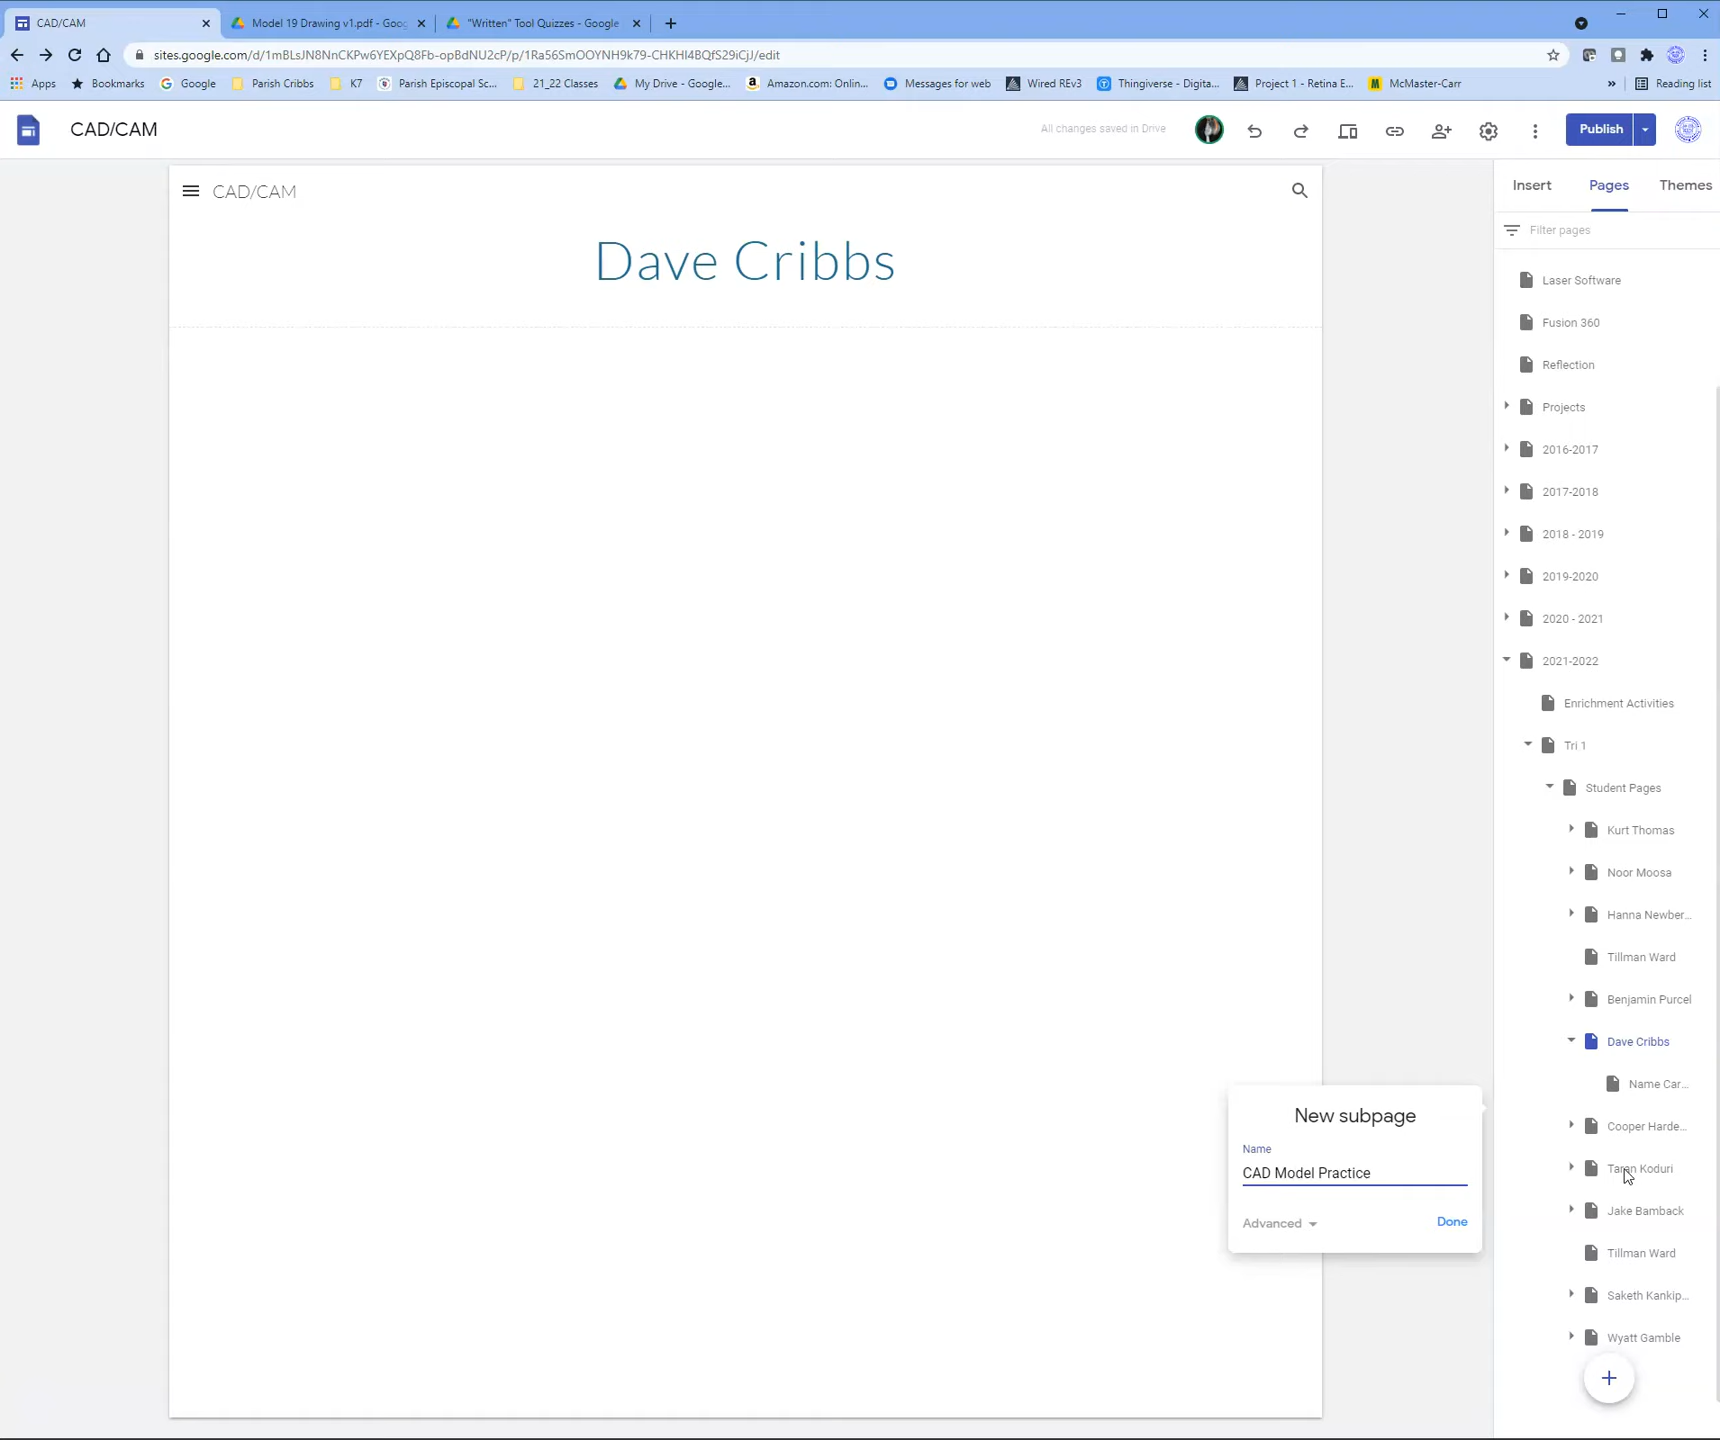 CAD/CAM
Model 19 Drawing v1.pdf - Goog
"Written" Tool Quizzes - Google
sites.google.com/d/1mBLsJN8NnCKPw6YEXpQ8Fb-opBdNU2cP/p/1Ra56SmOOYNH9k79-CHKHI4BQfS29iCjJ/edit
Apps
Bookmarks
Google
Parish Cribbs
K7
Parish Episcopal Sc...
21_22 Classes
My Drive - Google...
Amazon.com: Onlin...
Messages for web
Wired REv3
Thingiverse - Digita...
Project 1 - Retina E...
McMaster-Carr
»
Reading list
CAD/CAM
All changes saved in Drive
Publish
CAD/CAM
Dave Cribbs
Insert
Pages
Themes
Filter pages
Laser Software
Fusion 360
Reflection
Projects
2016-2017
2017-2018
2018 - 2019
2019-2020
2020 - 2021
2021-2022
Enrichment Activities
Tri 1
Student Pages
Kurt Thomas
Noor Moosa
Hanna Newber...
Tillman Ward
Benjamin Purcel
Dave Cribbs
Name Car...
Cooper Harde...
Taran Koduri
Jake Bamback
Tillman Ward
Saketh Kankip...
Wyatt Gamble
New subpage
Name
CAD Model Practice
Advanced
Done